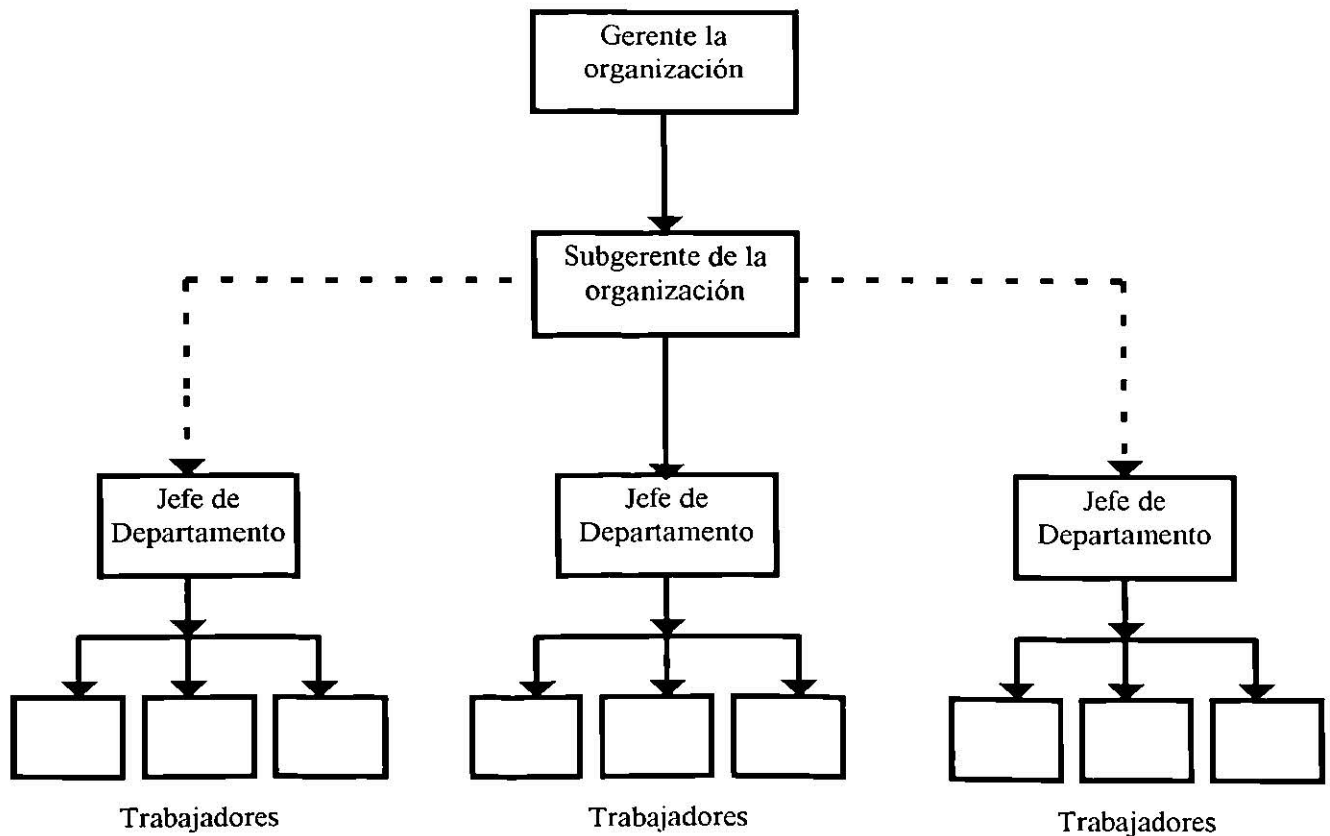 Gerente la
organización
Subgerente de la
organización
Jefe de
Departamento
Jefe de
Departamento
Jefe de
Departamento
Trabajadores
Trabajadores
Trabajadores